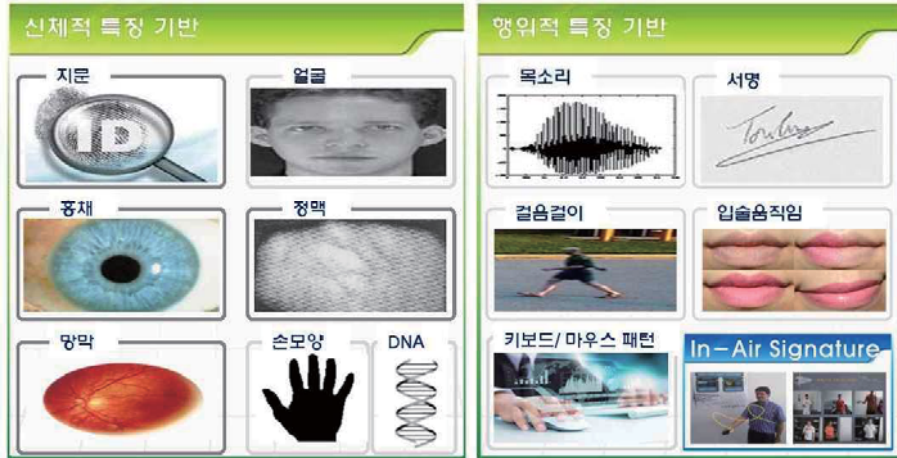 신체적 특징 기반
지문
얼굴
ID
홍채
정맥
망막
손모양
DNA
행위적 특징 기반
목소리
서명
걸음걸이
입술움직임
키보드/ 마우스 패턴
In-Air Signature